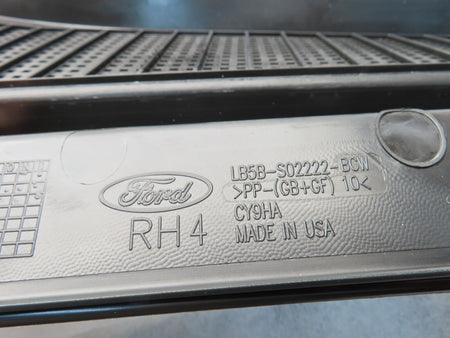 Ford
RH4
LB5B-S02222-BCW
>PP-(GB+GF) 10<
CY9HA
MADE IN USA